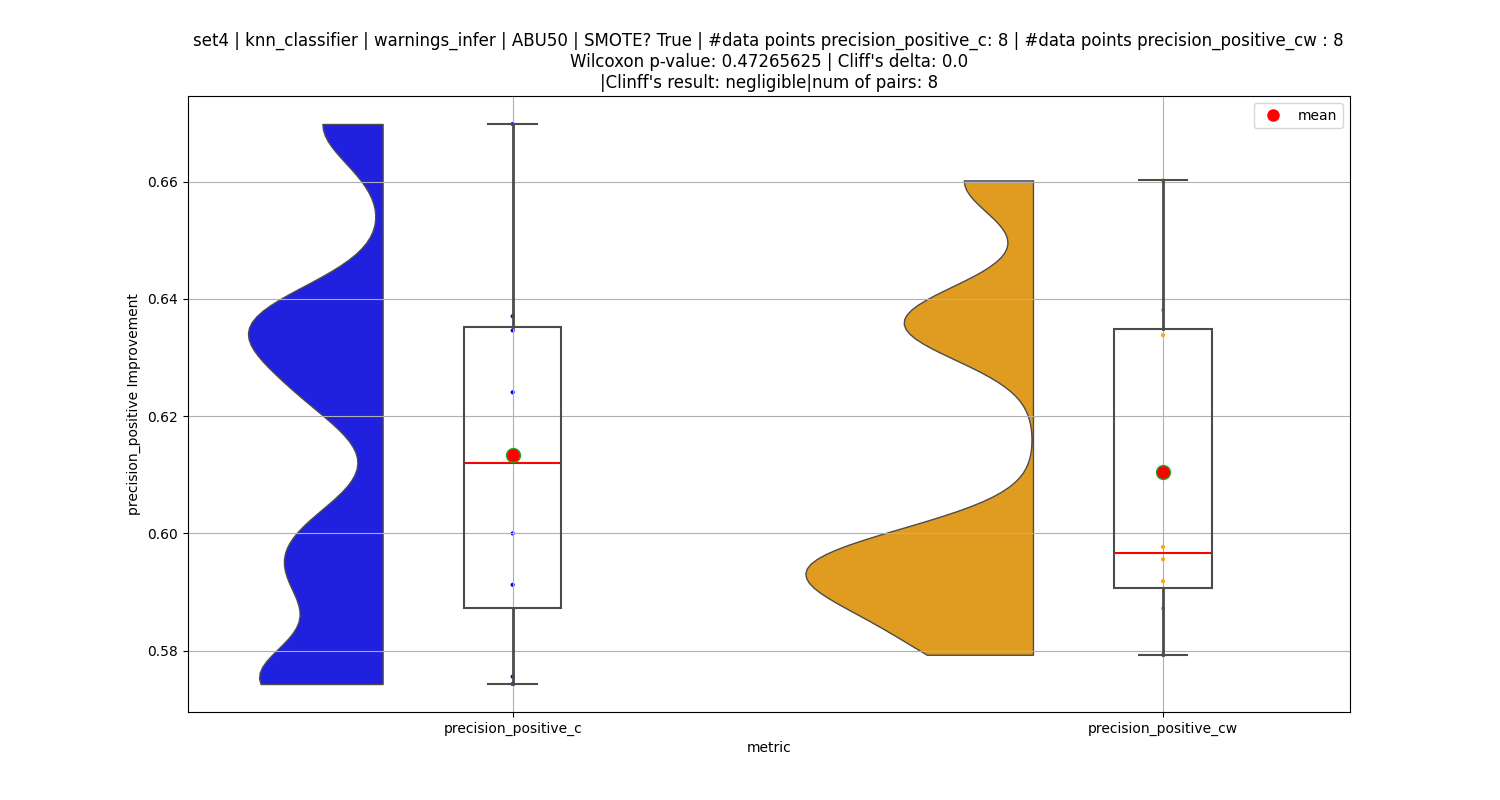 set4 | knn_classifier | warnings_infer | ABU50 | SMOTE? True | #data points precision_positive_c: 8 | #data points precision_positive_cw : 8
Wilcoxon p-value: 0.47265625 | Cliff's delta: 0.0
|Clinff's result: negligible|num of pairs: 8
mean
0.66
0.64
0.62
0.60
0.58
precision_positive Improvement
precision_positive_c
precision_positive_cw
metric